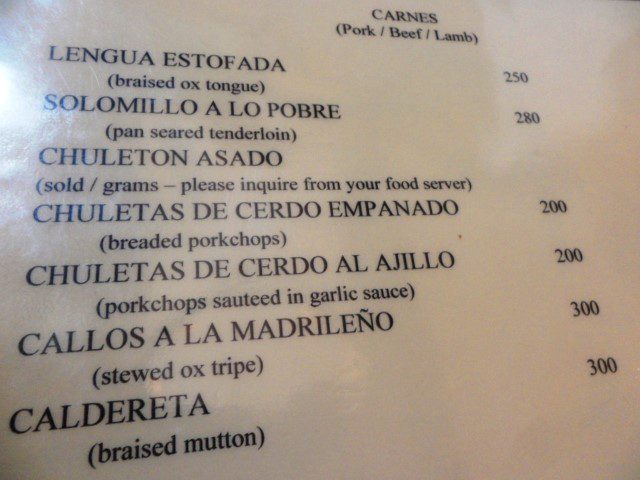 CARNES
(Pork / Beef / Lamb)
LENGUA ESTOFADA 250
(braised ox tongue)
SOLOMILLO A LO POBRE 280
(pan seared tenderloin)
CHULETON ASADO
(sold / grams – please inquire from your food server)
CHULETAS DE CERDO EMPANADO 200
(breaded porkchops)
CHULETAS DE CERDO AL AJILLO 200
(porkchops sauteed in garlic sauce)
CALLOS A LA MADRILEÑO 300
(stewed ox tripe)
CALDERETA 300
(braised mutton)